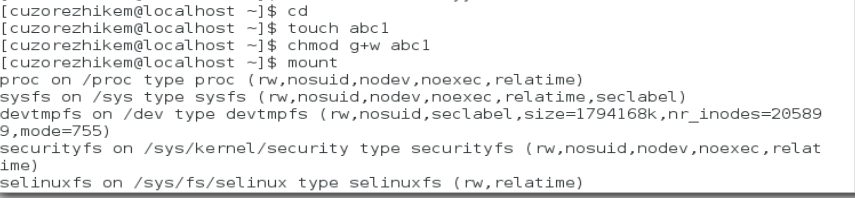 [cuzorezhikem@localhost ~]$ cd
[cuzorezhikem@localhost ~]$ touch abc1
[cuzorezhikem@localhost ~]$ chmod g+w abc1
[cuzorezhikem@localhost ~]$ mount
proc on /proc type proc (rw,nosuid,nodev,noexec,relatime)
sysfs on /sys type sysfs (rw,nosuid,nodev,noexec,relatime,seclabel)
devtmpfs on /dev type devtmpfs (rw,nosuid,seclabel,size=1794168k,nr_inodes=20589
9,mode=755)
securityfs on /sys/kernel/security type securityfs (rw,nosuid,nodev,noexec,relat
ime)
selinuxfs on /sys/fs/selinux type selinuxfs (rw,relatime)